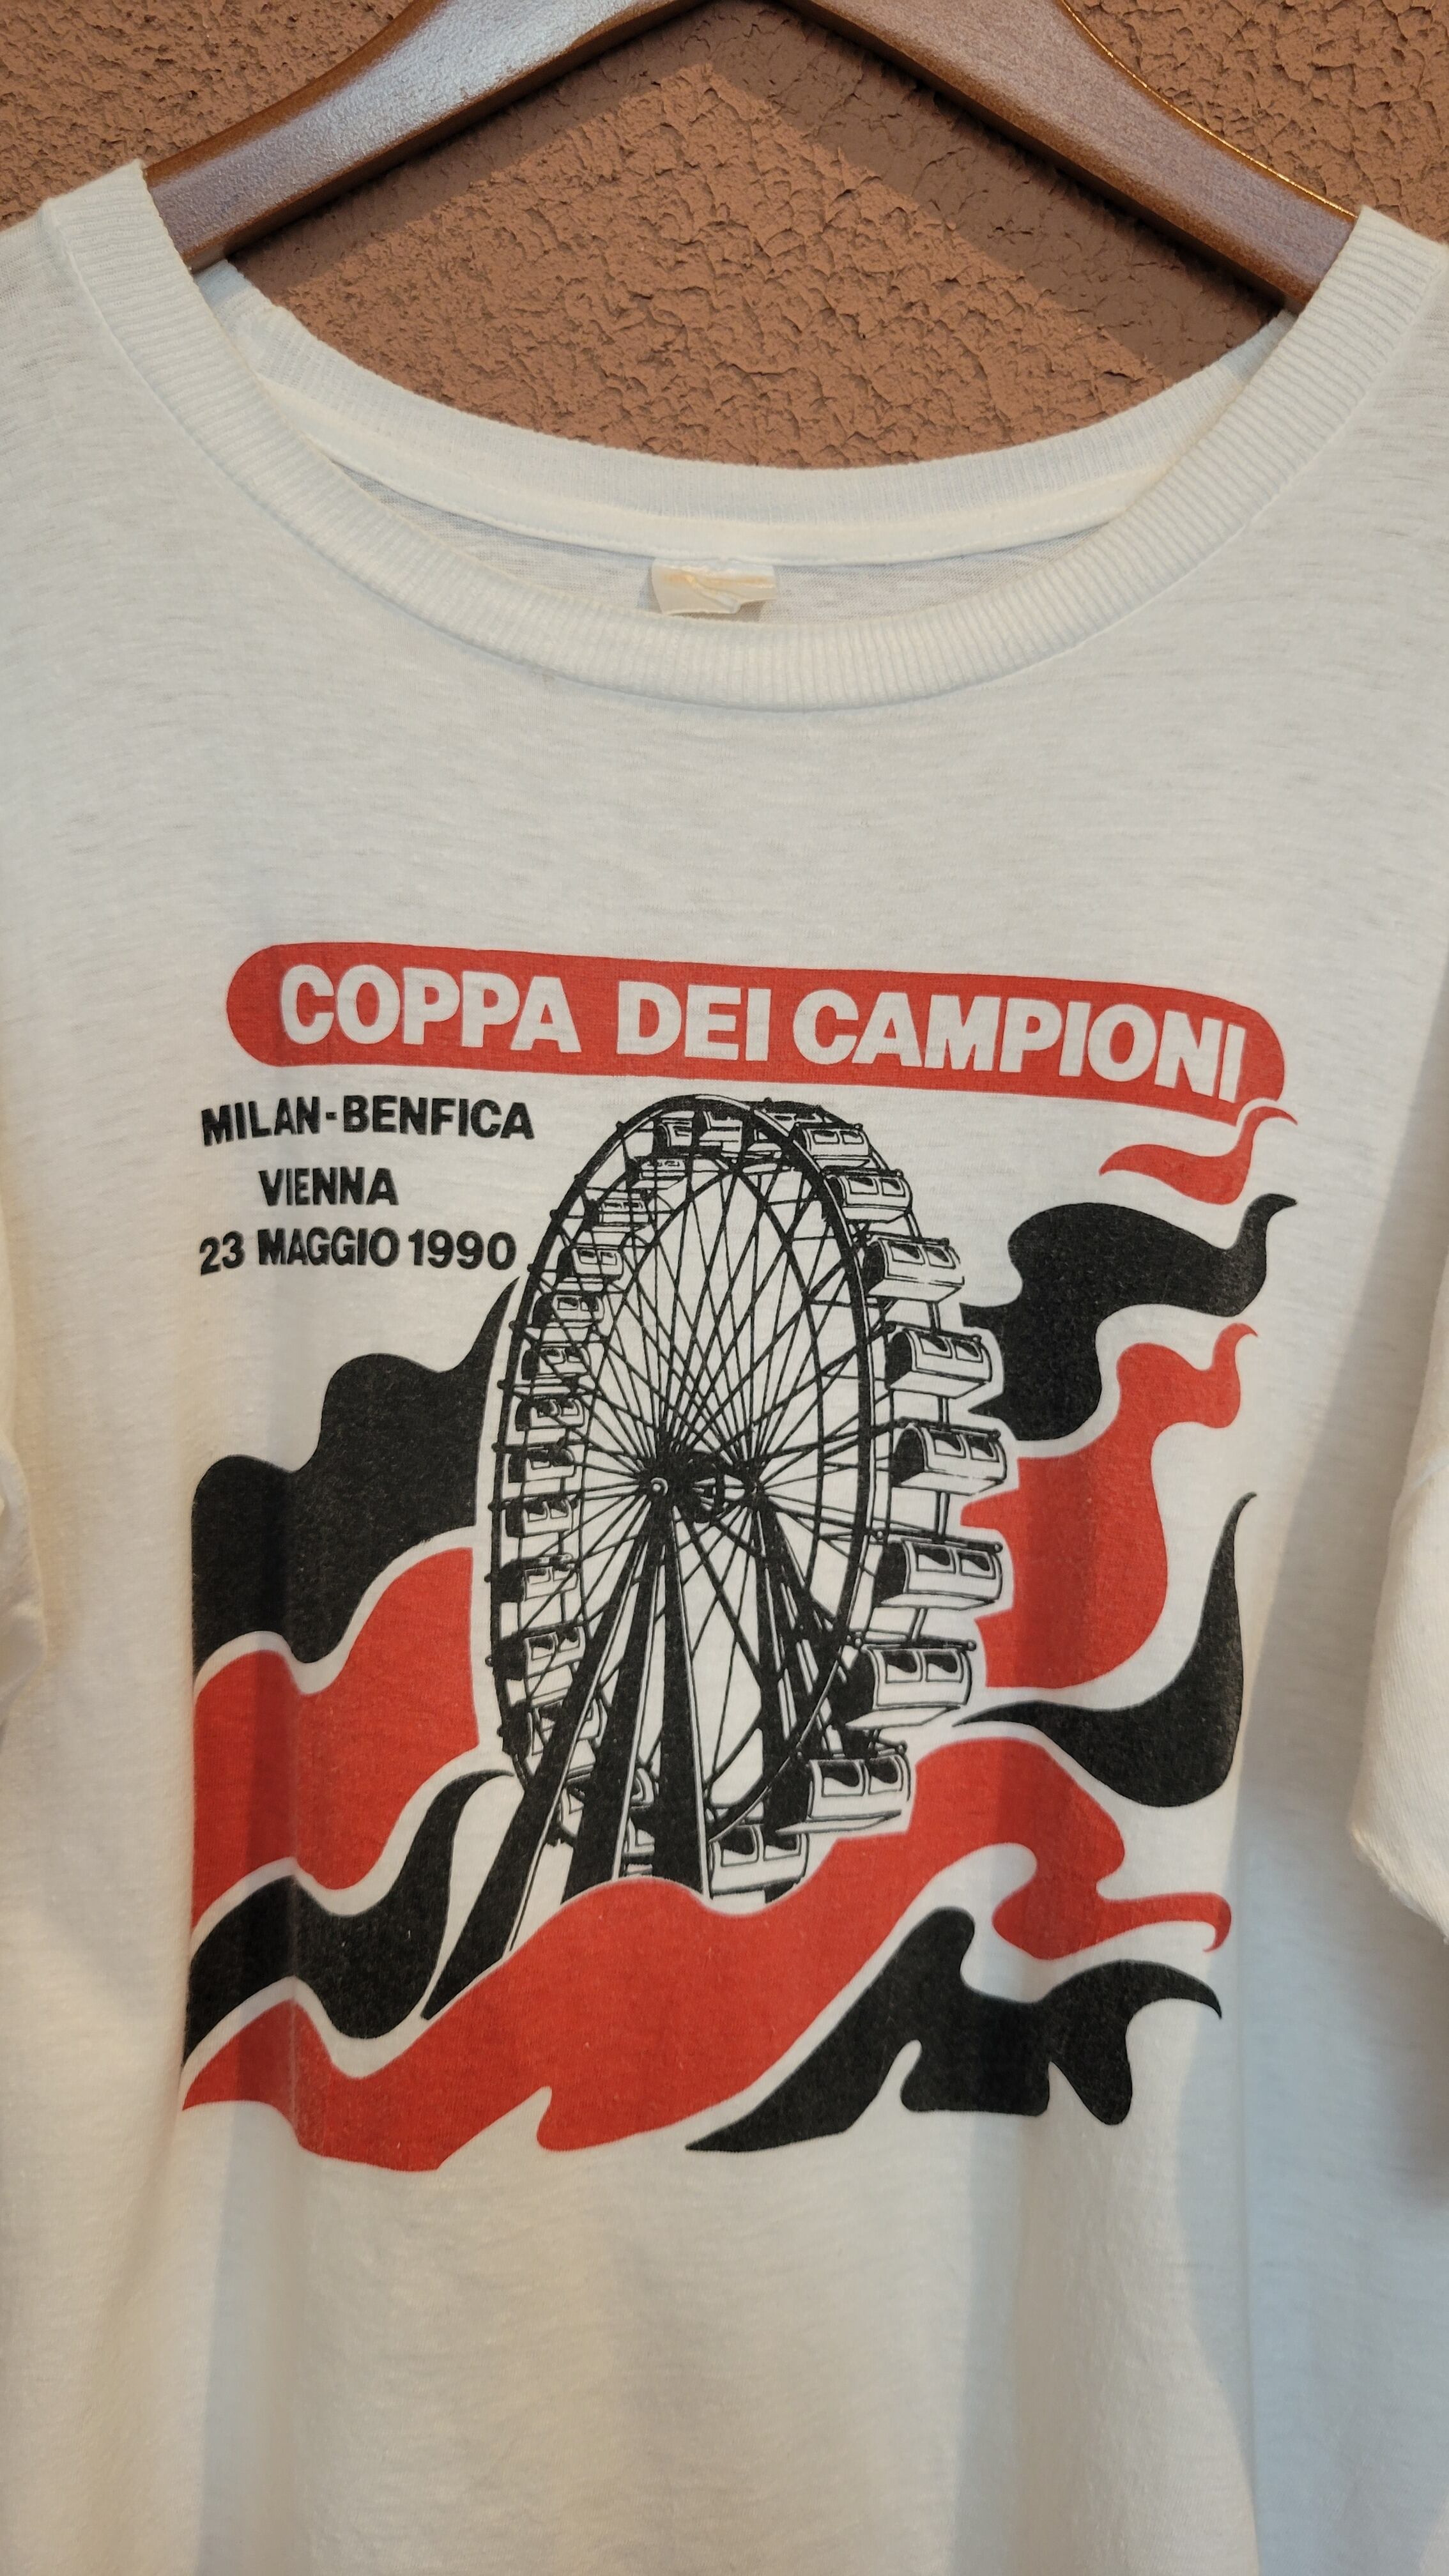 COPPA DEI CAMPIONI
MILAN-BENFICA
VIENNA
23 MAGGIO 1990